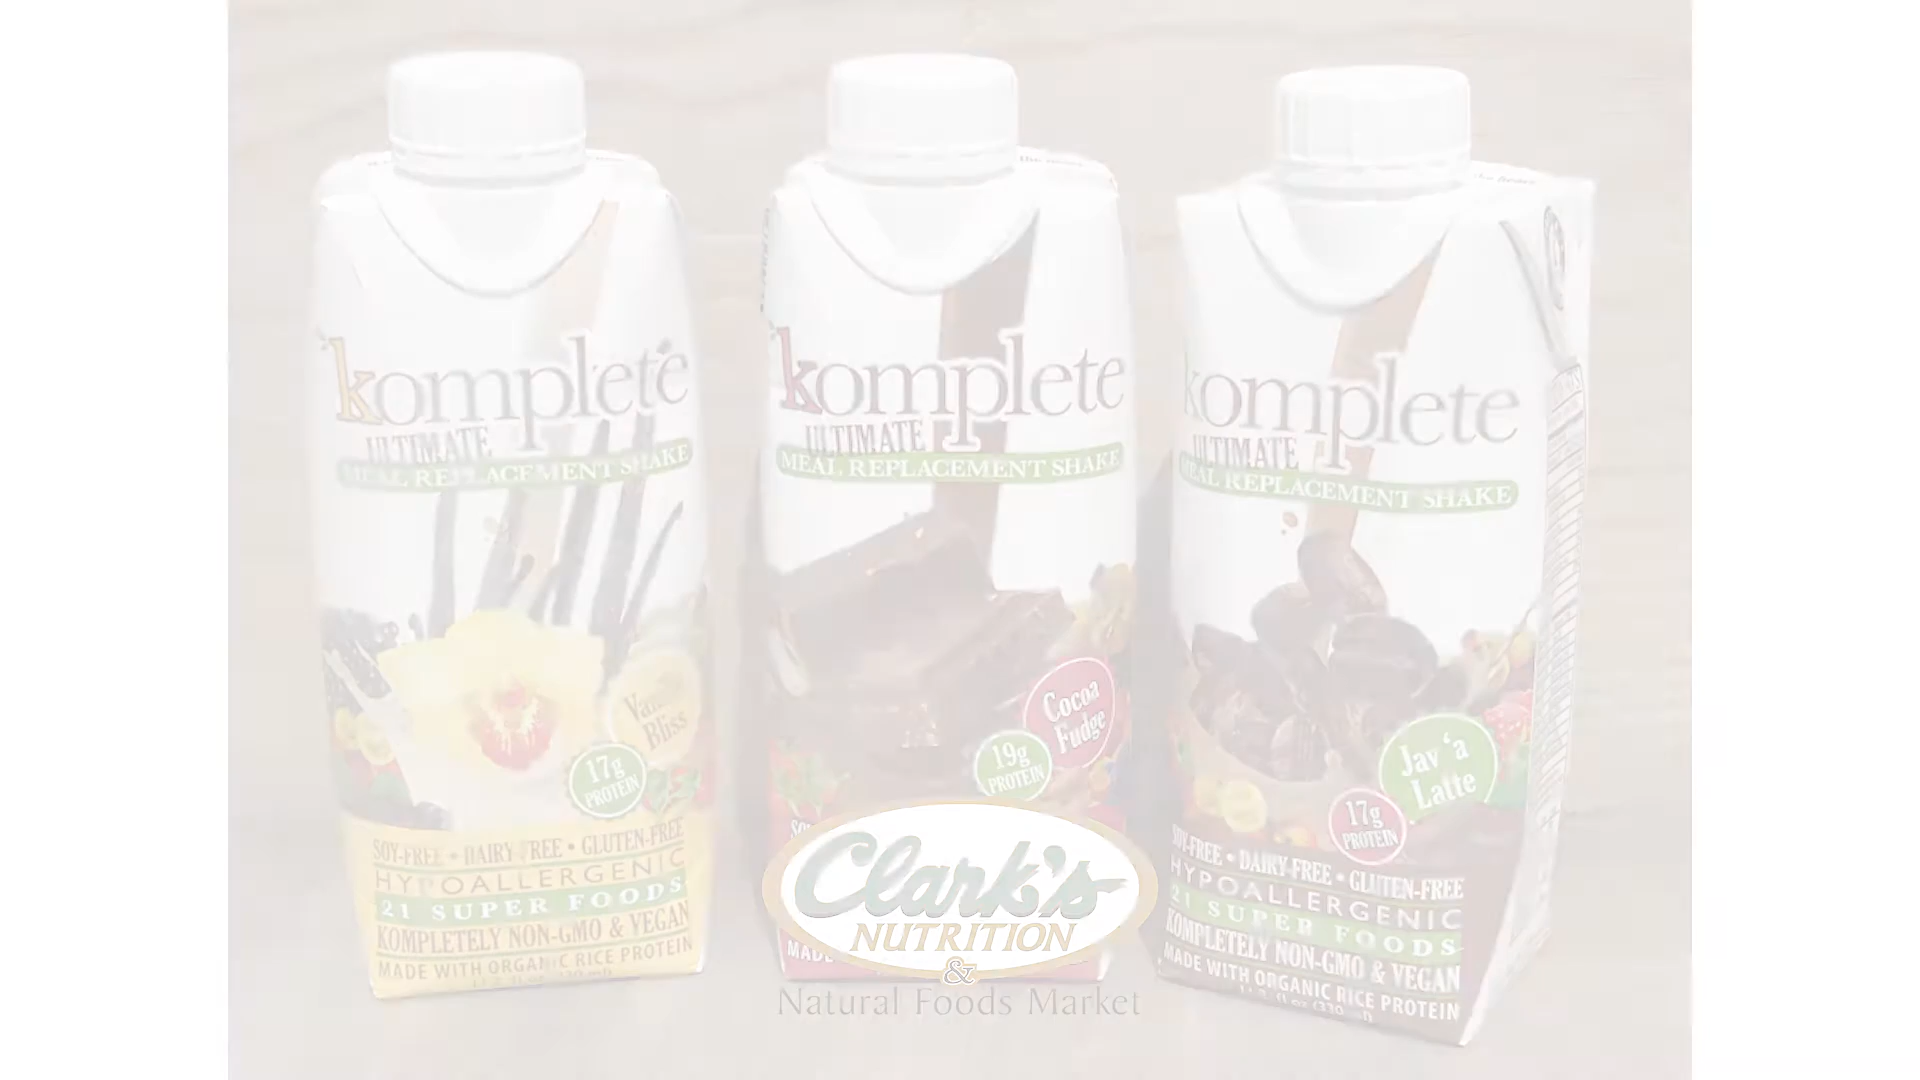 komplete
ULTIMATE
MEAL REPLACEMENT SHAKE
Bliss
17g
PROTEIN
SOY-FREE • DAIRY FREE • GLUTEN-FREE
HYPOALLERGENIC
21 SUPER FOODS
KOMPLETELY NON-GMO & VEGAN
MADE WITH ORGANIC RICE PROTEIN
komplete
ULTIMATE
MEAL REPLACEMENT SHAKE
Cocoa
Fudge
19g
PROTEIN
komplete
ULTIMATE
MEAL REPLACEMENT SHAKE
Jav 'a
Latte
17g
PROTEIN
SOY-FREE • DAIRY FREE • GLUTEN-FREE
HYPOALLERGENIC
21 SUPER FOODS
KOMPLETELY NON-GMO & VEGAN
MADE WITH ORGANIC RICE PROTEIN
Clark's
NUTRITION
&
Natural Foods Market